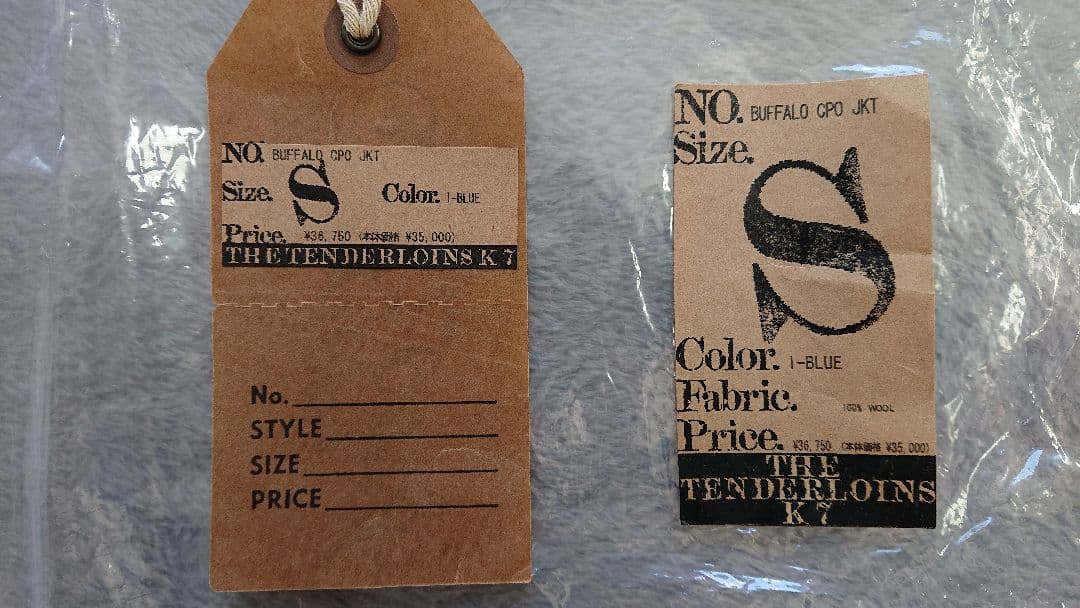 NO. BUFFALO CPO JKT
Size. S Color. I-BLUE
Price. ¥36,750 (本体価格 ¥35,000)
THE TENDERLOINS K 7
No.
STYLE
SIZE
PRICE
NO. BUFFALO CPO JKT
Size.
S
Color. I-BLUE
Fabric. 100% WOOL
Price. ¥36,750 (本体価格 ¥35,000)
THE
TENDERLOINS
K 7